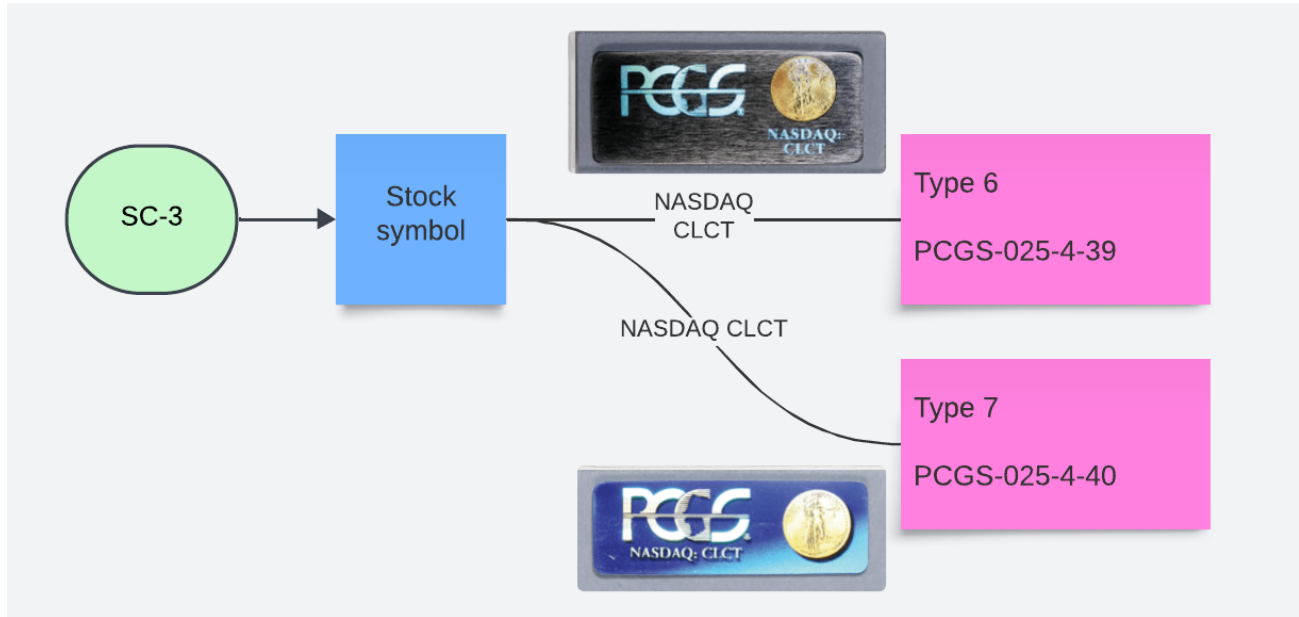 PCGS
NASDAQ:
CLCT
SC-3
Stock
symbol
NASDAQ
CLCT
Type 6
PCGS-025-4-39
NASDAQ CLCT
Type 7
PCGS-025-4-40
PCGS
NASDAQ: CLCT